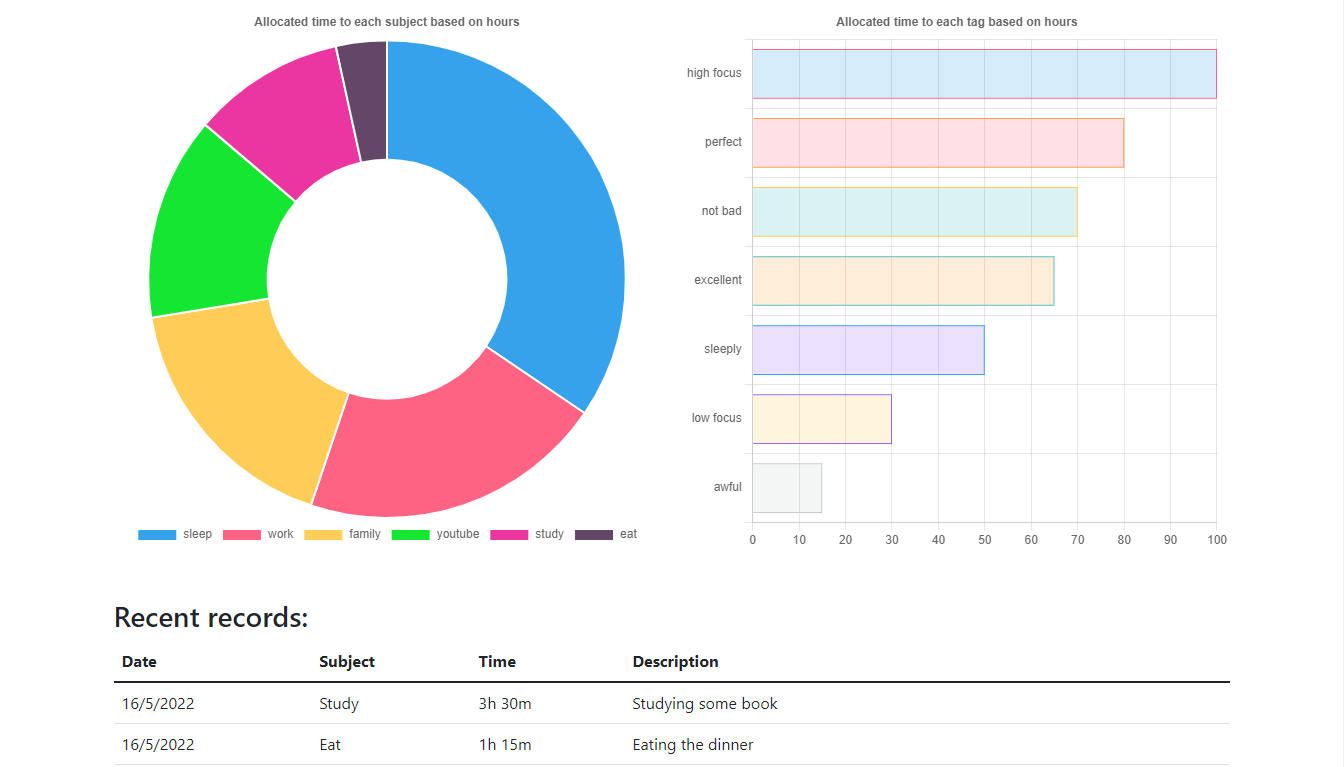 Allocated time to each subject based on hours
sleep work family youtube study eat
Allocated time to each tag based on hours
high focus
perfect
not bad
excellent
sleeply
low focus
awful
0 10 20 30 40 50 60 70 80 90 100
Recent records:
Date Subject Time Description
16/5/2022 Study 3h 30m Studying some book
16/5/2022 Eat 1h 15m Eating the dinner